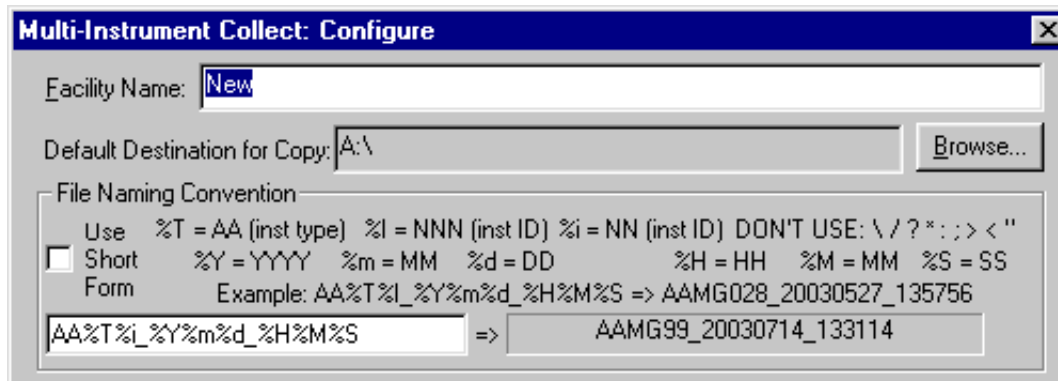 Multi-Instrument Collect: Configure
Facility Name: New
Default Destination for Copy: A:\ Browse...
File Naming Convention
Use %T = AA (inst type) %I = NNN (inst ID) %i = NN (inst ID) DON'T USE: \ / ? * : ; > < "
Short %Y = YYYY %m = MM %d = DD %H = HH %M = MM %S = SS
Form Example: AA%T%I_%Y%m%d_%H%M%S => AAMG028_20030527_135756
AA%T%i_%Y%m%d_%H%M%S => AAMG99_20030714_133114